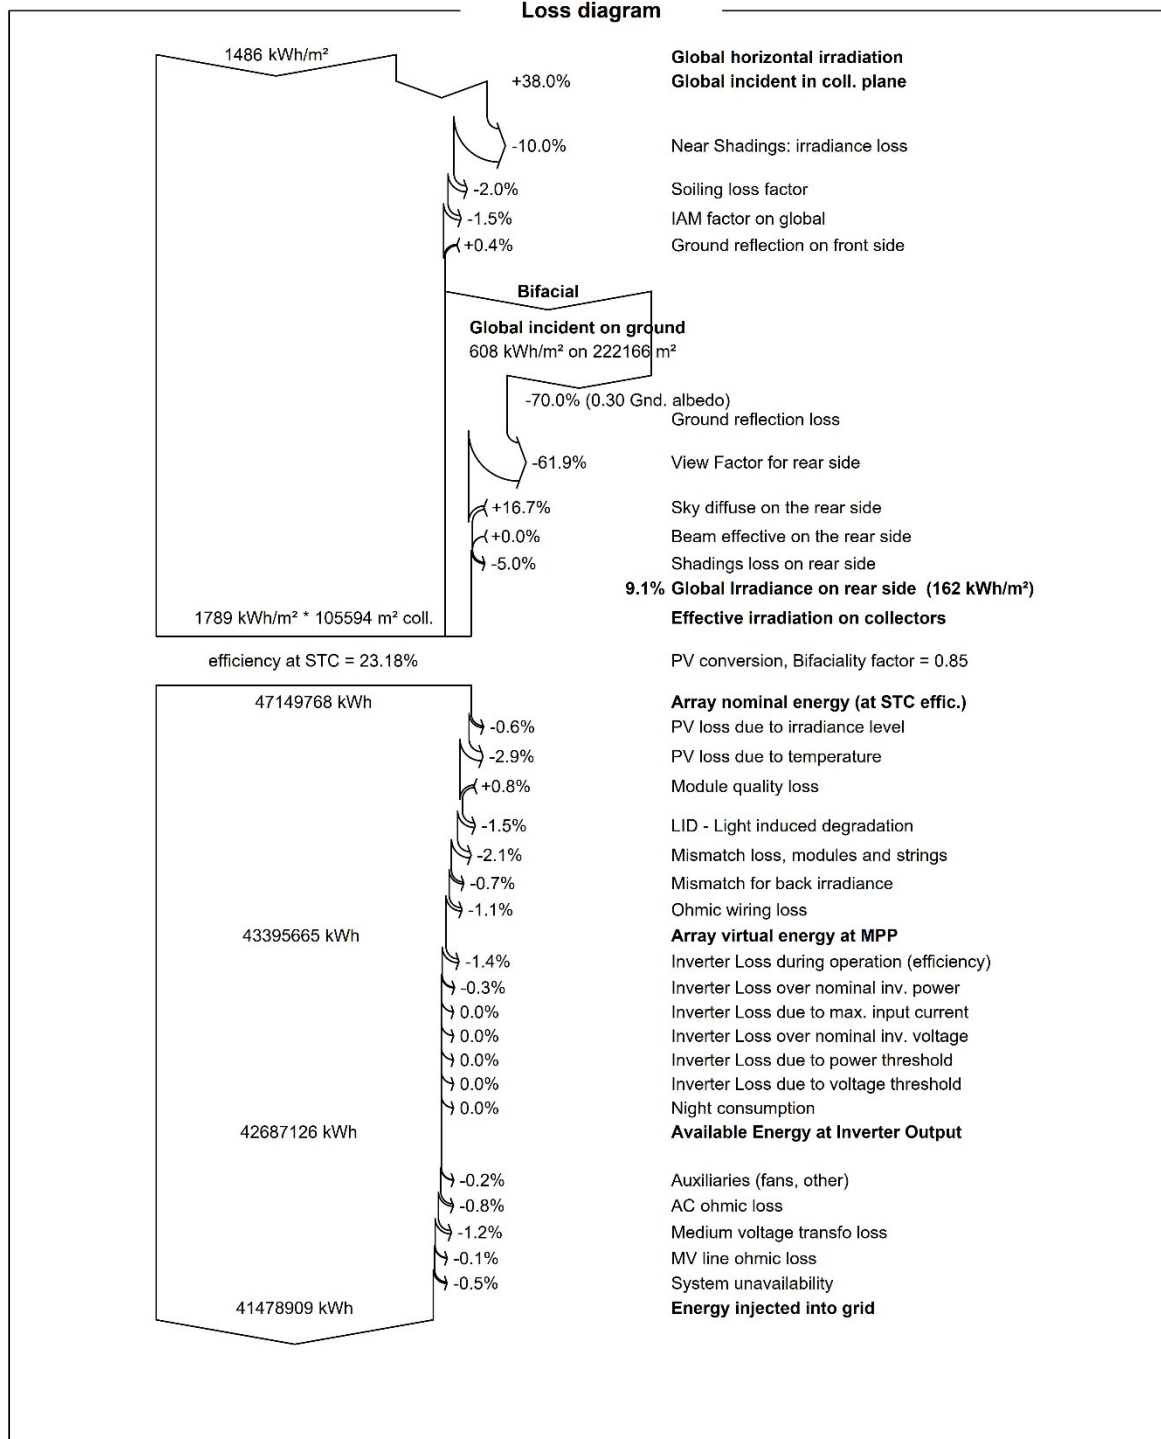 Loss diagram
1486 kWh/m² Global horizontal irradiation
+38.0% Global incident in coll. plane
-10.0% Near Shadings: irradiance loss
-2.0% Soiling loss factor
-1.5% IAM factor on global
+0.4% Ground reflection on front side
Bifacial
Global incident on ground
608 kWh/m² on 222166 m²
-70.0% (0.30 Gnd. albedo)
Ground reflection loss
-61.9% View Factor for rear side
+16.7% Sky diffuse on the rear side
+0.0% Beam effective on the rear side
-5.0% Shadings loss on rear side
9.1% Global Irradiance on rear side (162 kWh/m²)
1789 kWh/m² * 105594 m² coll. Effective irradiation on collectors
efficiency at STC = 23.18% PV conversion, Bifaciality factor = 0.85
47149768 kWh Array nominal energy (at STC effic.)
-0.6% PV loss due to irradiance level
-2.9% PV loss due to temperature
+0.8% Module quality loss
-1.5% LID - Light induced degradation
-2.1% Mismatch loss, modules and strings
-0.7% Mismatch for back irradiance
-1.1% Ohmic wiring loss
43395665 kWh Array virtual energy at MPP
-1.4% Inverter Loss during operation (efficiency)
-0.3% Inverter Loss over nominal inv. power
0.0% Inverter Loss due to max. input current
0.0% Inverter Loss over nominal inv. voltage
0.0% Inverter Loss due to power threshold
0.0% Inverter Loss due to voltage threshold
0.0% Night consumption
42687126 kWh Available Energy at Inverter Output
-0.2% Auxiliaries (fans, other)
-0.8% AC ohmic loss
-1.2% Medium voltage transfo loss
-0.1% MV line ohmic loss
-0.5% System unavailability
41478909 kWh Energy injected into grid